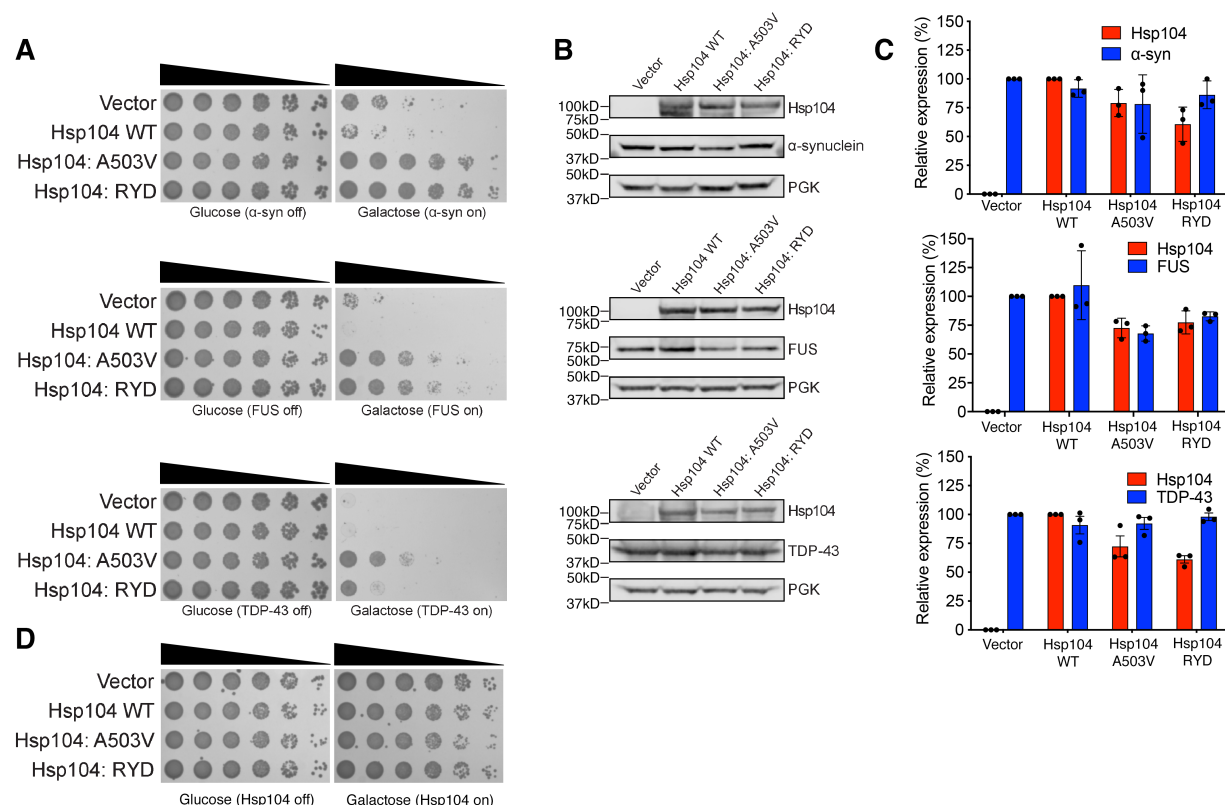 A
Vector
Hsp104 WT
Hsp104: A503V
Hsp104: RYD
Glucose (α-syn off)
Galactose (α-syn on)
Vector
Hsp104 WT
Hsp104: A503V
Hsp104: RYD
Glucose (FUS off)
Galactose (FUS on)
Vector
Hsp104 WT
Hsp104: A503V
Hsp104: RYD
Glucose (TDP-43 off)
Galactose (TDP-43 on)
B
Vector
Hsp104 WT
Hsp104: A503V
Hsp104: RYD
100kD
75kD
Hsp104
50kD
37kD
α-synuclein
50kD
37kD
PGK
Vector
Hsp104 WT
Hsp104: A503V
Hsp104: RYD
100kD
75kD
Hsp104
75kD
50kD
FUS
50kD
37kD
PGK
Vector
Hsp104 WT
Hsp104: A503V
Hsp104: RYD
100kD
75kD
Hsp104
50kD
37kD
TDP-43
50kD
37kD
PGK
C
Relative expression (%)
150
125
100
75
50
25
0
Hsp104
α-syn
Vector
Hsp104 WT
Hsp104 A503V
Hsp104 RYD
Relative expression (%)
150
125
100
75
50
25
0
Hsp104
FUS
Vector
Hsp104 WT
Hsp104 A503V
Hsp104 RYD
Relative expression (%)
150
125
100
75
50
25
0
Hsp104
TDP-43
Vector
Hsp104 WT
Hsp104 A503V
Hsp104 RYD
D
Vector
Hsp104 WT
Hsp104: A503V
Hsp104: RYD
Glucose (Hsp104 off)
Galactose (Hsp104 on)